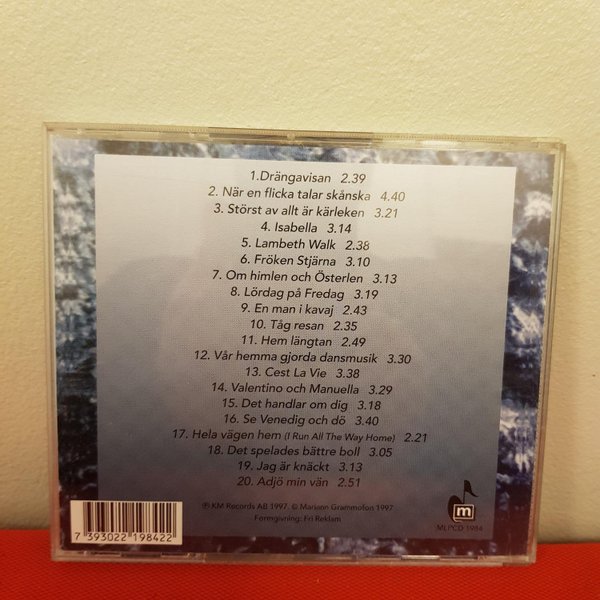 1.Drängavisan 2.39
2. När en flicka talar skånska 4.40
3. Störst av allt är kärleken 3.21
4. Isabella 3.14
5. Lambeth Walk 2.38
6. Fröken Stjärna 3.10
7. Om himlen och Österlen 3.13
8. Lördag på Fredag 3.19
9. En man i kavaj 2.43
10. Tåg resan 2.35
11. Hem längtan 2.49
12. Vår hemma gjorda dansmusik 3.30
13. Cest La Vie 3.38
14. Valentino och Manuella 3.29
15. Det handlar om dig 3.18
16. Se Venedig och dö 3.40
17. Hela vägen hem (I Run All The Way Home) 2.21
18. Det spelades bättre boll 3.05
19. Jag är knäckt 3.13
20. Adjö min vän 2.51
℗ KM Records AB 1997 © Mariann Grammofon 1997
Formgivning: Fri Reklam
m
MLPCD 1984
7 393022 198422